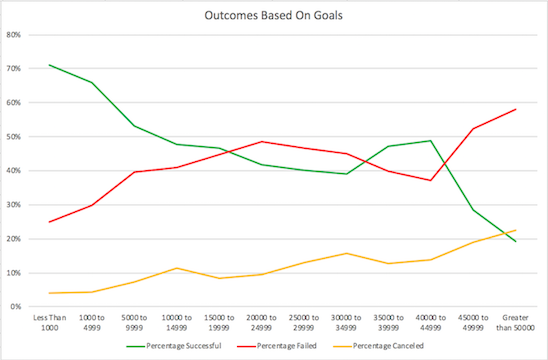 Outcomes Based On Goals
80%
70%
60%
50%
40%
30%
20%
10%
0%
Less Than 1000 to 5000 to 10000 to 15000 to 20000 to 25000 to 30000 to 35000 to 40000 to 45000 to Greater
1000 4999 9999 14999 19999 24999 29999 34999 39999 44999 49999 than 50000
Percentage Successful Percentage Failed Percentage Canceled